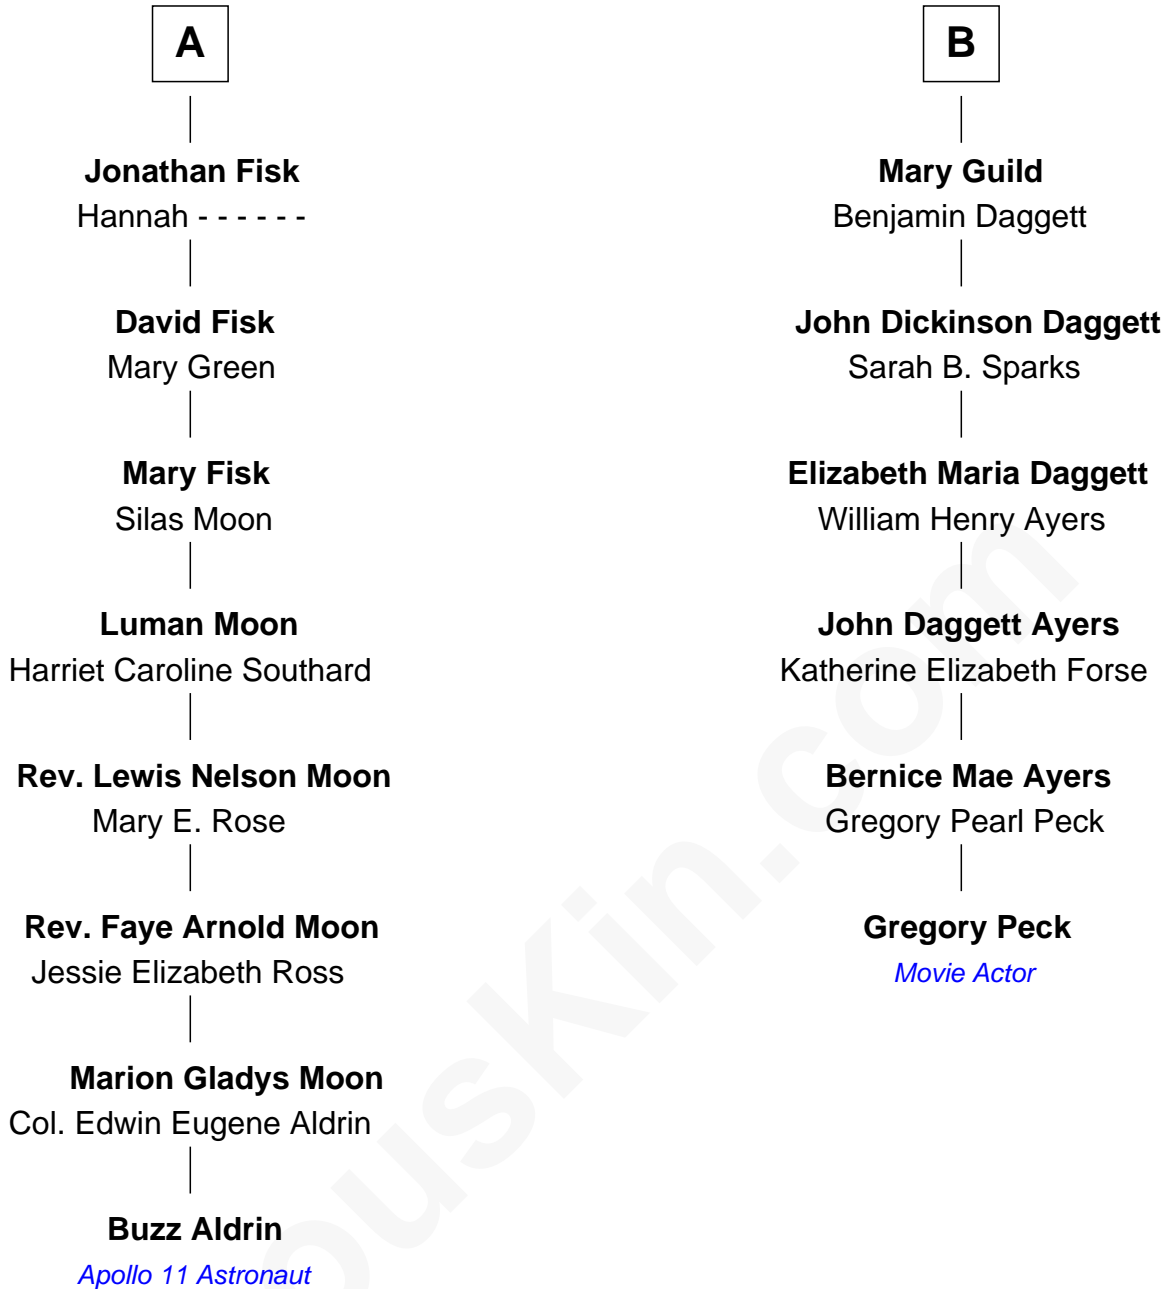 A
Jonathan Fisk
Hannah - - - - - -
David Fisk
Mary Green
Mary Fisk
Silas Moon
Luman Moon
Harriet Caroline Southard
Rev. Lewis Nelson Moon
Mary E. Rose
Rev. Faye Arnold Moon
Jessie Elizabeth Ross
Marion Gladys Moon
Col. Edwin Eugene Aldrin
Buzz Aldrin
Apollo 11 Astronaut
B
Mary Guild
Benjamin Daggett
John Dickinson Daggett
Sarah B. Sparks
Elizabeth Maria Daggett
William Henry Ayers
John Daggett Ayers
Katherine Elizabeth Forse
Bernice Mae Ayers
Gregory Pearl Peck
Gregory Peck
Movie Actor
ousKin.com